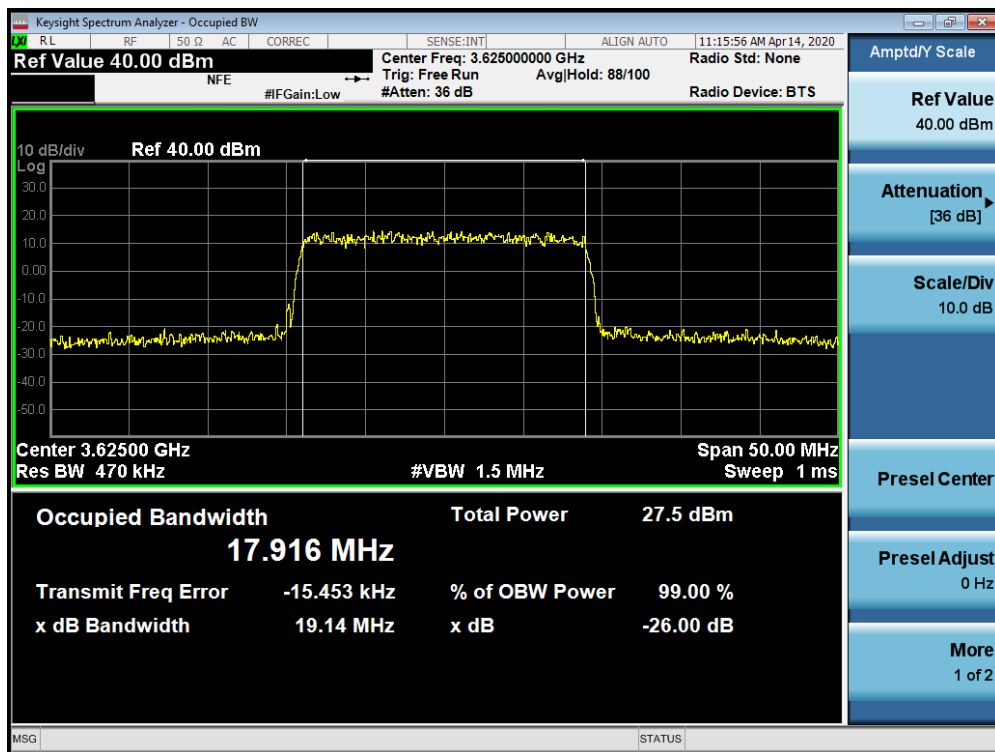 Keysight Spectrum Analyzer - Occupied BW
LXI RL RF 50 Ω AC CORREC SENSE:INT ALIGN AUTO 11:15:56 AM Apr 14, 2020
Ref Value 40.00 dBm Center Freq: 3.625000000 GHz Radio Std: None
NFE Trig: Free Run Avg|Hold: 88/100
#IFGain:Low #Atten: 36 dB Radio Device: BTS
10 dB/div Ref 40.00 dBm
Log
30.0
20.0
10.0
0.00
-10.0
-20.0
-30.0
-40.0
-50.0
Center 3.62500 GHz Span 50.00 MHz
Res BW 470 kHz #VBW 1.5 MHz Sweep 1 ms
Occupied Bandwidth Total Power 27.5 dBm
17.916 MHz
Transmit Freq Error -15.453 kHz % of OBW Power 99.00 %
x dB Bandwidth 19.14 MHz x dB -26.00 dB
Amptd/Y Scale
Ref Value
40.00 dBm
Attenuation
[36 dB]
Scale/Div
10.0 dB
Presel Center
Presel Adjust
0 Hz
More
1 of 2
MSG STATUS